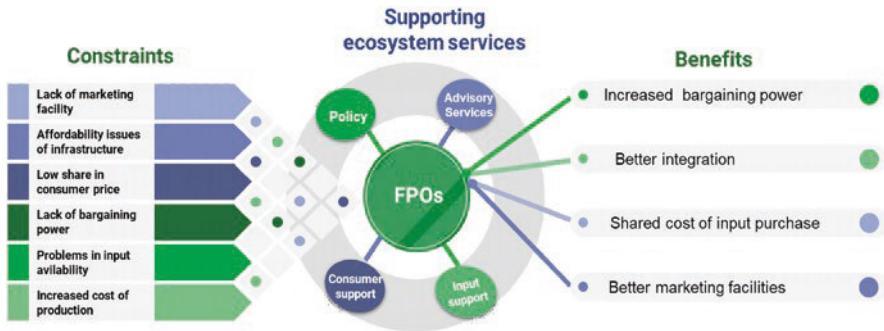 Supporting
ecosystem services
Constraints
Benefits
Lack of marketing
facility
Affordability issues
of infrastructure
Low share in
consumer price
Lack of bargaining
power
Problems in input
avilability
Increased cost of
production
Policy
Advisory
Services
FPOs
Consumer
support
Input
support
Increased bargaining power
Better integration
Shared cost of input purchase
Better marketing facilities